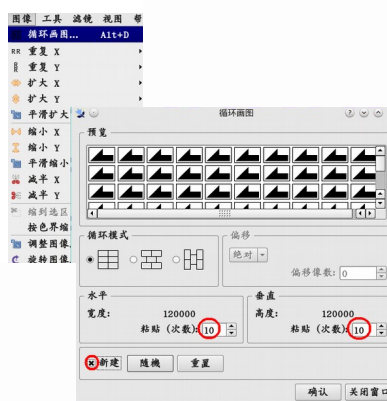 图像 工具 滤镜 视图 帮
循环画图... Alt+D
RR 重复 X
重复 Y
扩大 X
扩大 Y
平滑扩大
缩小 X
缩小 Y
平滑缩小
减半 X
减半 Y
缩到选区
按色界缩
调整图像.
旋转图像.
循环画图
预览
循环模式
偏移
绝对
偏移像数: 0
水平
宽度: 120000
粘贴 (次数): 10
垂直
高度: 120000
粘贴 (次数): 10
新建 随機 重置
确认 关闭窗口